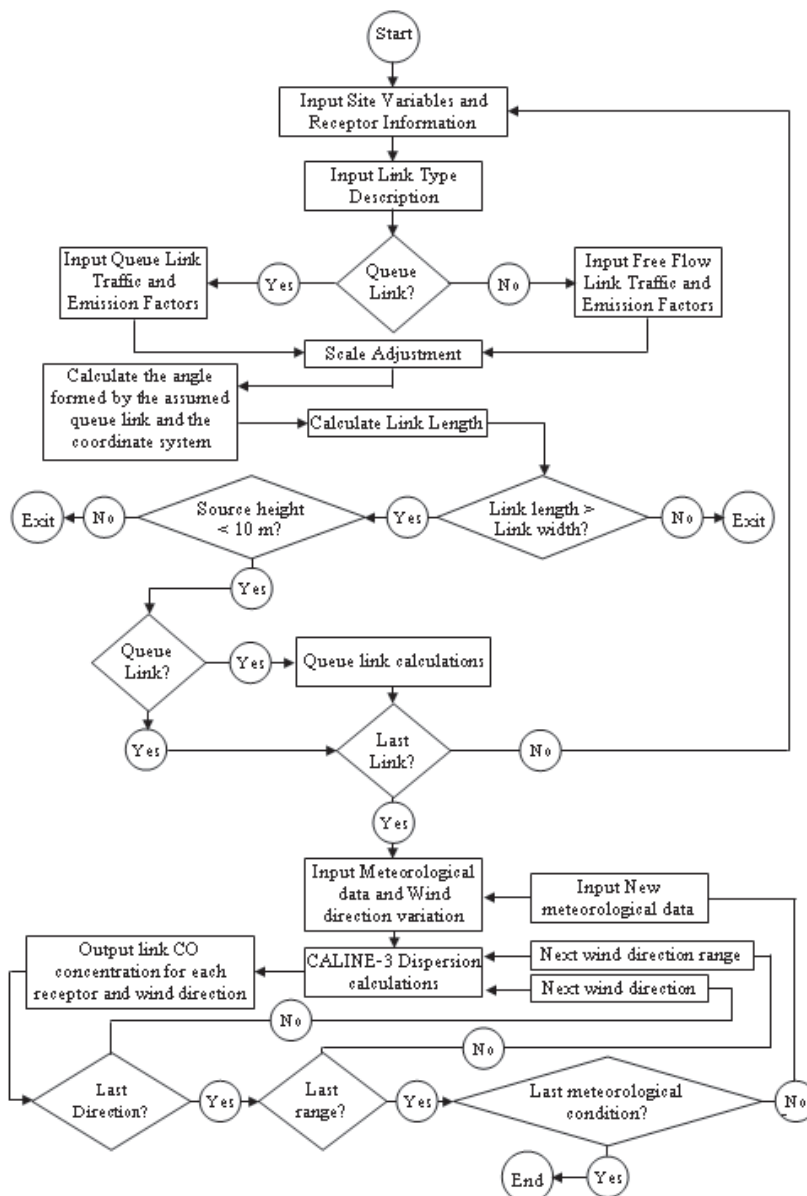 Start
Input Site Variables and
Receptor Information
Input Link Type
Description
Input Queue Link
Traffic and
Emission Factors
Yes
Queue
Link?
No
Input Free Flow
Link Traffic and
Emission Factors
Scale Adjustment
Calculate the angle
formed by the assumed
queue link and the
coordinate system
Calculate Link Length
Exit
No
Source height
< 10 m?
Yes
Link length >
Link width?
No
Exit
Yes
Queue
Link?
Yes
Queue link calculations
Yes
Last
Link?
No
Yes
Input Meteorological
data and Wind
direction variation
Input New
meteorological data
Output link CO
concentration for each
receptor and wind direction
CALINE-3 Dispersion
calculations
Next wind direction range
Next wind direction
No
No
Last
Direction?
Yes
Last
range?
Yes
Last meteorological
condition?
No
End
Yes